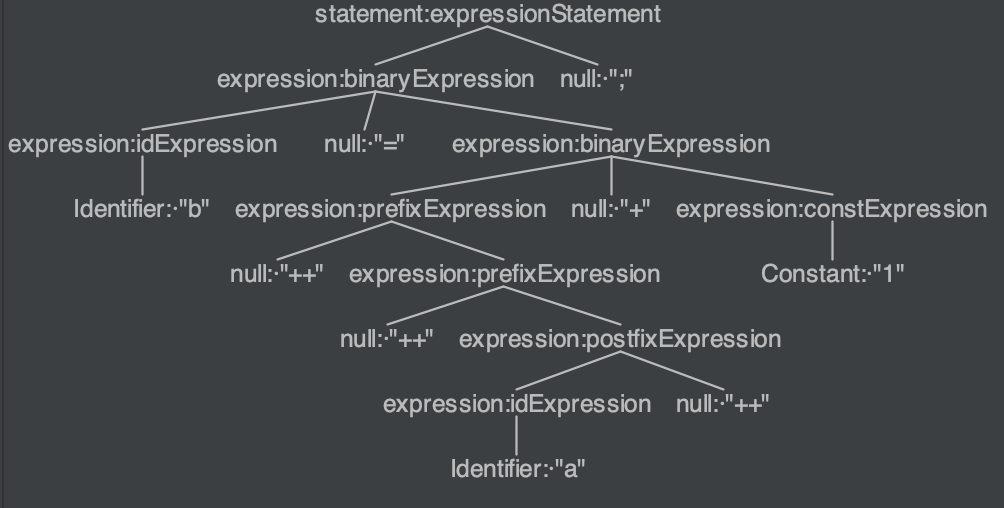 statement:expressionStatement
expression:binaryExpression null:·";"
expression:idExpression null:·"=" expression:binaryExpression
Identifier:·"b" expression:prefixExpression null:·"+" expression:constExpression
null:·"++" expression:prefixExpression Constant:·"1"
null:·"++" expression:postfixExpression
expression:idExpression null:·"++"
Identifier:·"a"